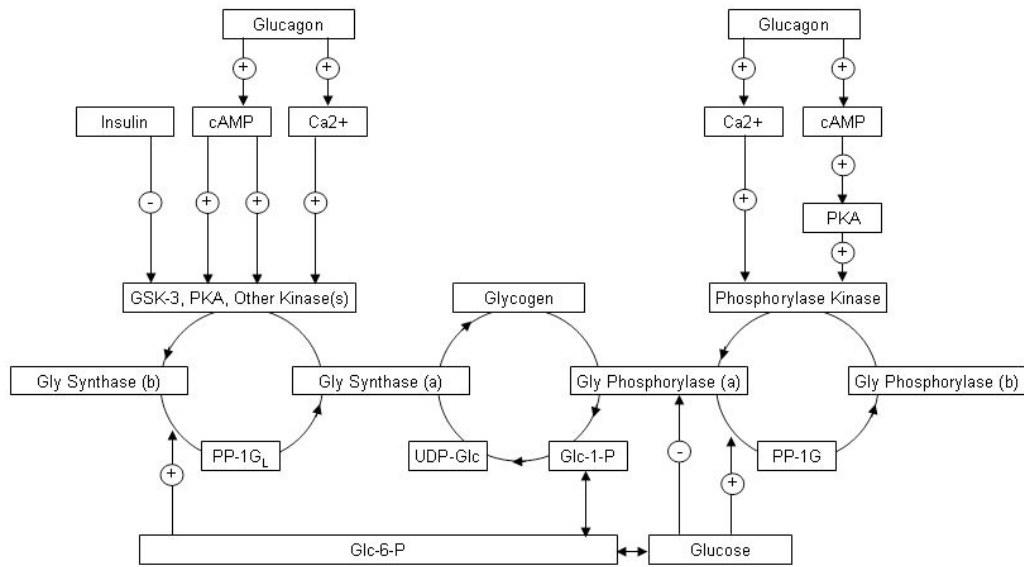 Glucagon
Glucagon
+
+
+
+
Insulin
cAMP
Ca2+
Ca2+
cAMP
+
-
+
+
+
+
PKA
+
GSK-3, PKA, Other Kinase(s)
Glycogen
Phosphorylase Kinase
Gly Synthase (b)
Gly Synthase (a)
Gly Phosphorylase (a)
Gly Phosphorylase (b)
PP-1GL
UDP-Glc
Glc-1-P
PP-1G
+
-
+
Glc-6-P
Glucose